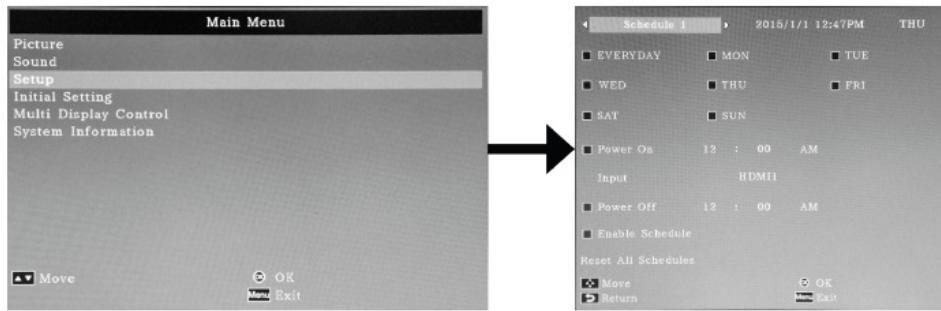 Main Menu
Picture
Sound
Setup
Initial Setting
Multi Display Control
System Information
Move
OK
Menu Exit
Schedule 1 2015/1/1 12:47PM THU
EVERYDAY MON TUE
WED THU FRI
SAT SUN
Power On 12 : 00 AM
Input HDMI1
Power Off 12 : 00 AM
Enable Schedule
Reset All Schedules
Move OK
Return Menu Exit